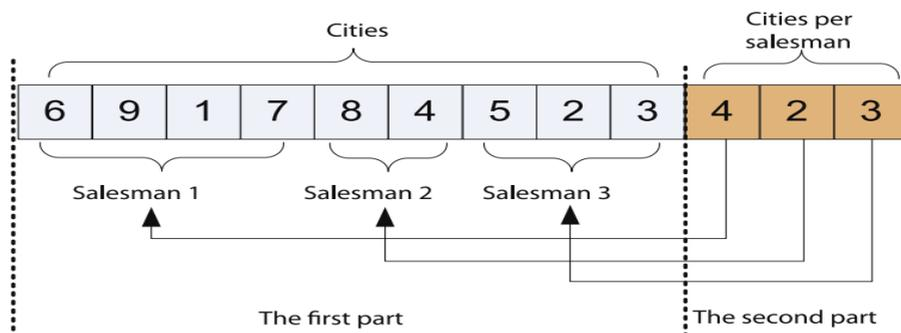 Cities
Cities per
salesman
6 9 1 7 8 4 5 2 3 4 2 3
Salesman 1 Salesman 2 Salesman 3
The first part
The second part